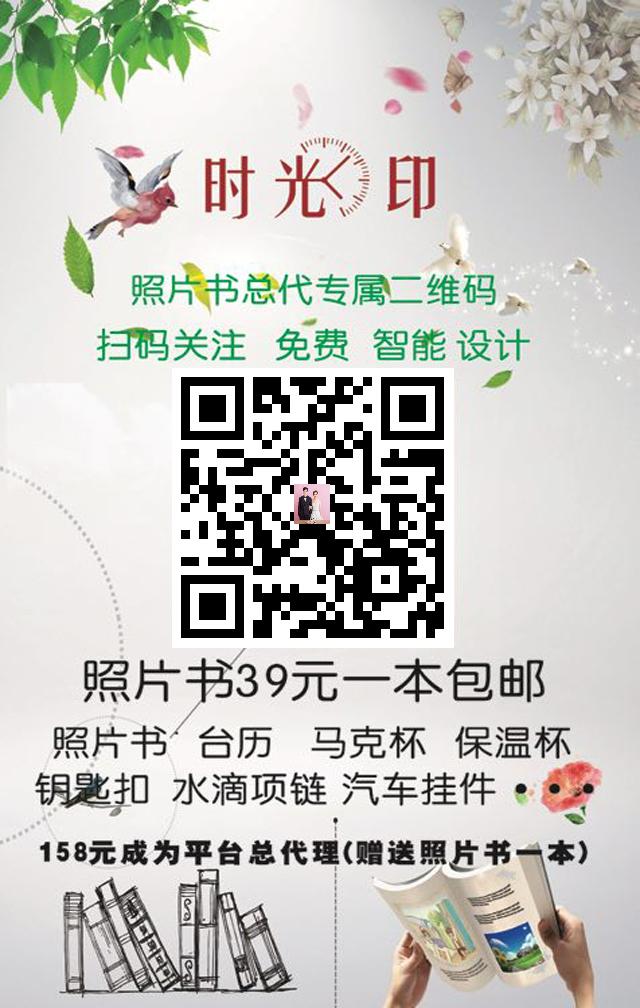 时光印
照片书总代专属二维码
扫码关注 免费 智能 设计
照片书39元一本包邮
照片书 台历 马克杯 保温杯
钥匙扣 水滴项链 汽车挂件
158元成为平台总代理(赠送照片书一本)